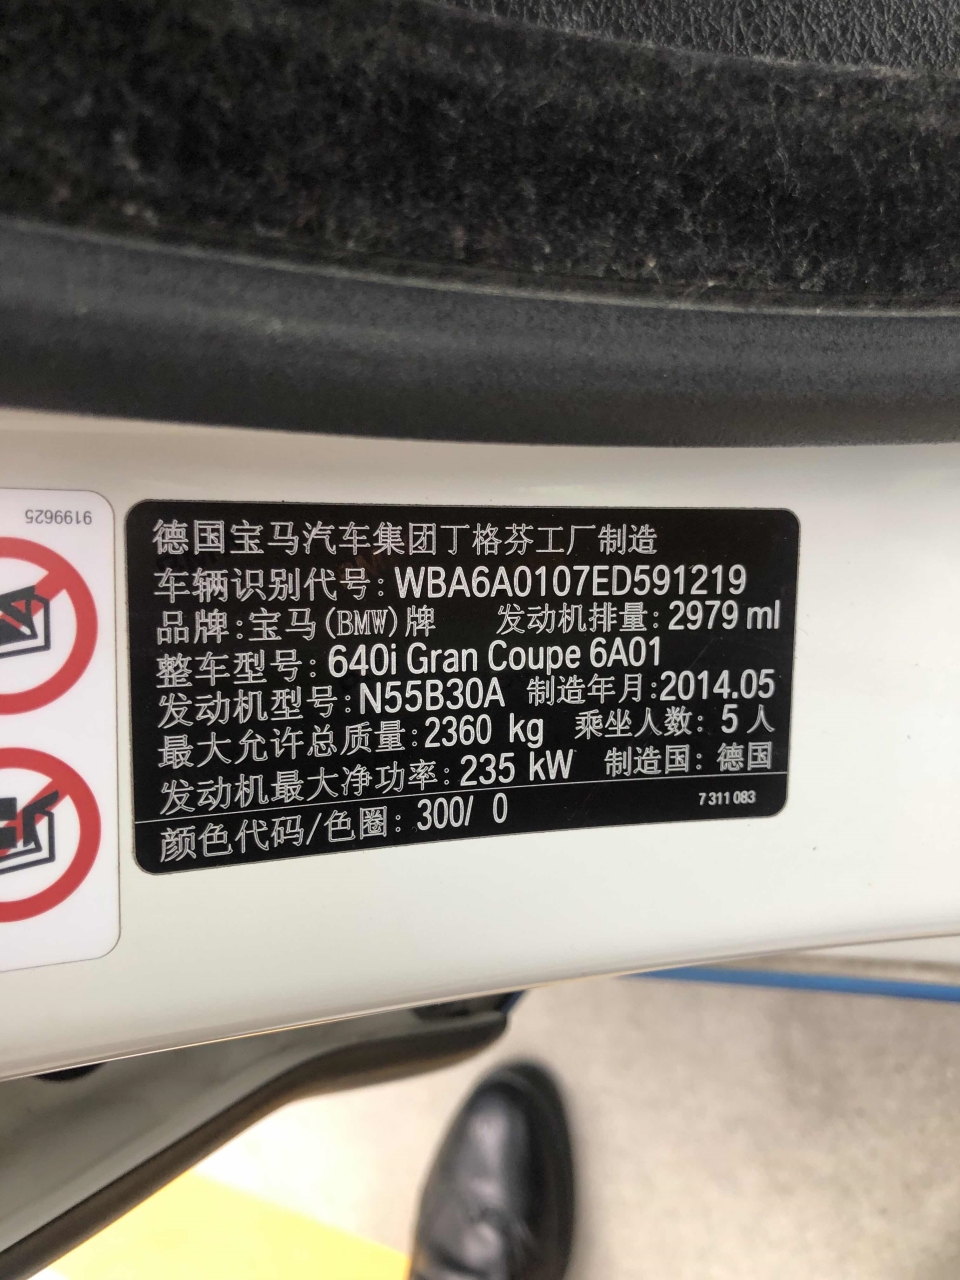 9199625
德国宝马汽车集团丁格芬工厂制造
车辆识别代号:WBA6A0107ED591219
品牌:宝马(BMW)牌 发动机排量:2979 ml
整车型号:640i Gran Coupe 6A01
发动机型号:N55B30A 制造年月:2014.05
最大允许总质量:2360 kg 乘坐人数: 5 人
发动机最大净功率:235 kW 制造国: 德国
颜色代码/色圈: 300/ 0 7 311 083